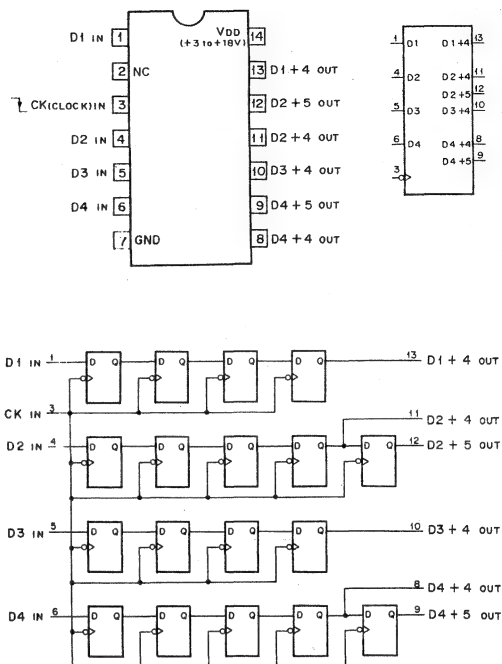 D1 IN 1
VDD
(+3 to +18V)
14
2 NC
13 D1+4 OUT
CK(CLOCK)IN 3
12 D2+5 OUT
D2 IN 4
11 D2+4 OUT
D3 IN 5
10 D3+4 OUT
D4 IN 6
9 D4+5 OUT
7 GND
8 D4+4 OUT
1 D1 D1+4 13
4 D2 D2+4 11
D2+5 12
5 D3 D3+4 10
6 D4 D4+4 8
D4+5 9
3
D1 IN 1
D Q D Q D Q D Q
13 D1 + 4 OUT
CK IN 3
11 D2 + 4 OUT
D2 IN 4
D Q D Q D Q D Q D Q
12 D2 + 5 OUT
D3 IN 5
D Q D Q D Q D Q
10 D3 + 4 OUT
8 D4 + 4 OUT
D4 IN 6
D Q D Q D Q D Q D Q
9 D4 + 5 OUT